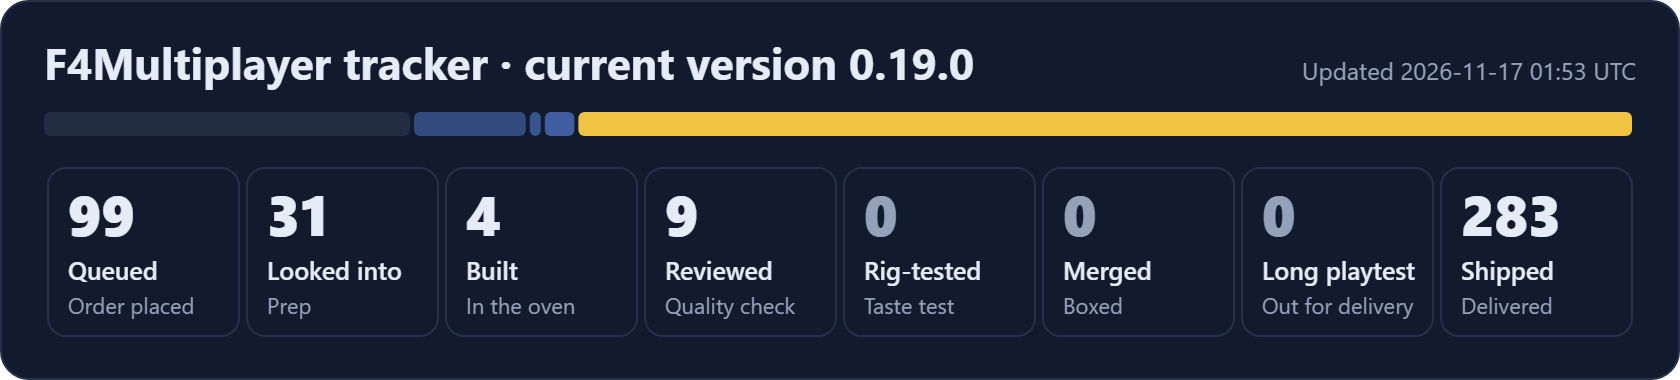 F4Multiplayer tracker · current version 0.19.0
Updated 2026-11-17 01:53 UTC
99
Queued
Order placed
31
Looked into
Prep
4
Built
In the oven
9
Reviewed
Quality check
0
Rig-tested
Taste test
0
Merged
Boxed
0
Long playtest
Out for delivery
283
Shipped
Delivered